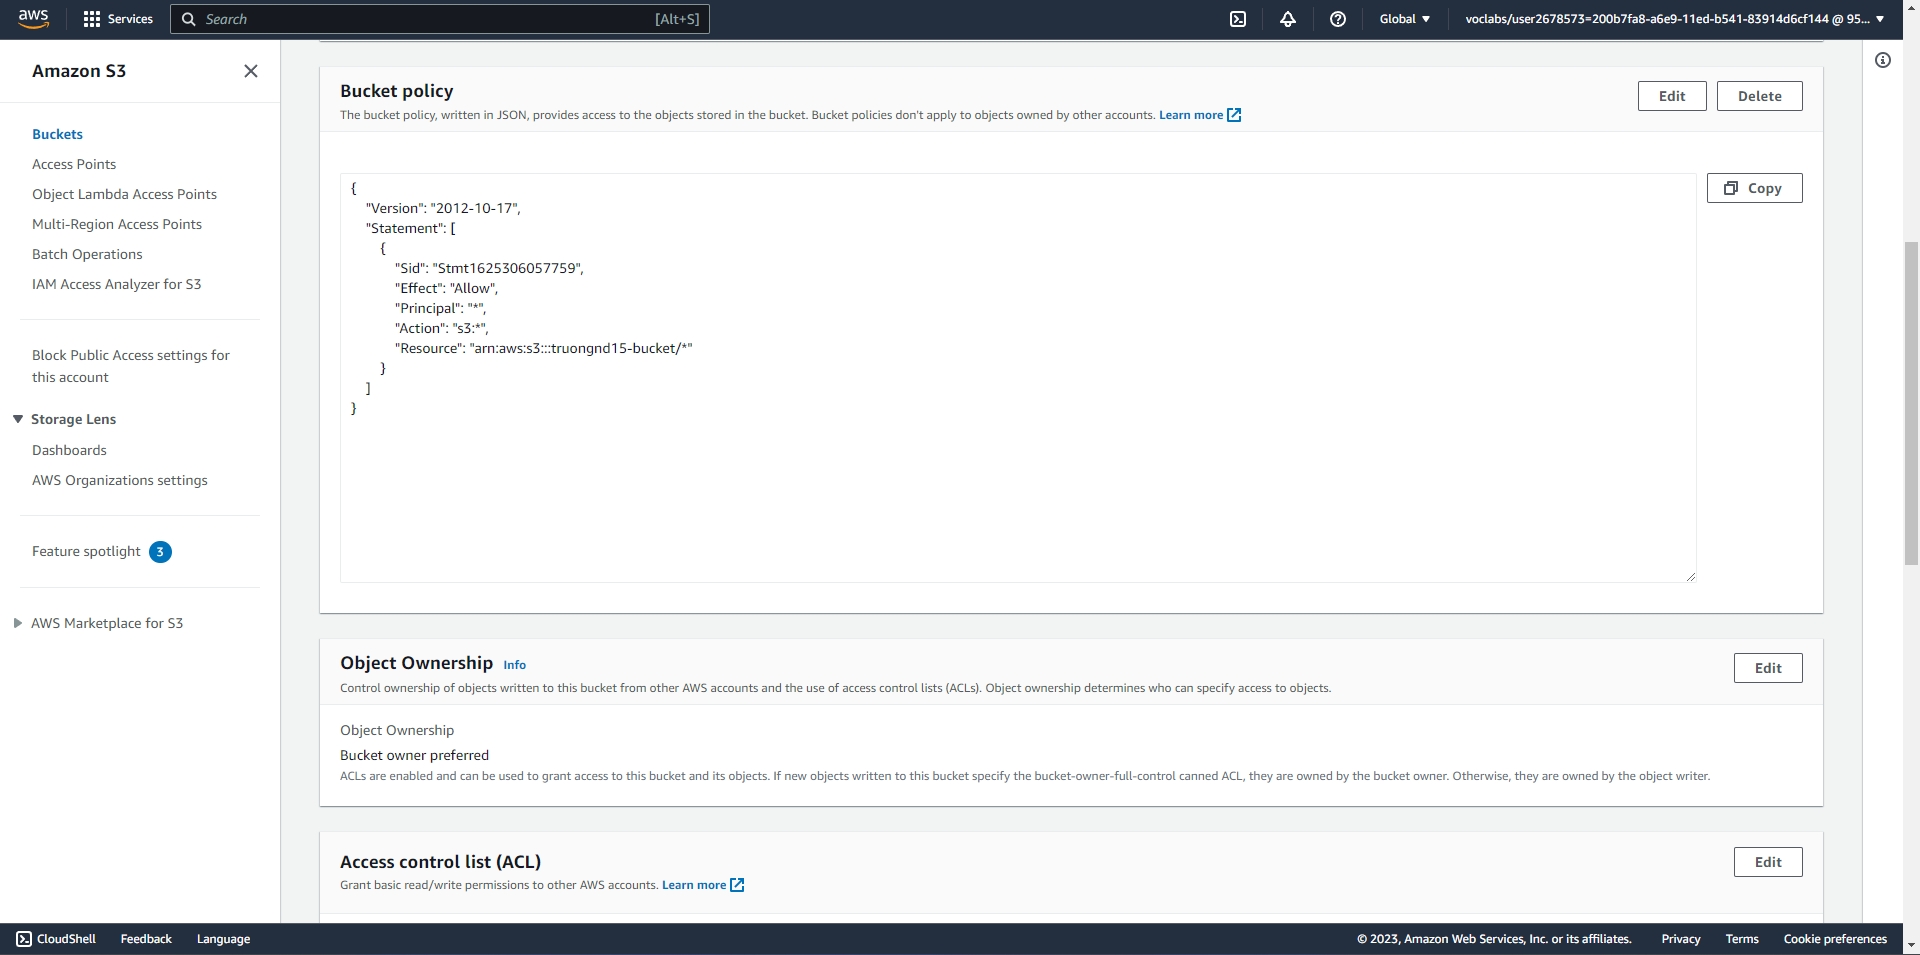 aws
Services
Search
[Alt+S]
Global
voclabs/user2678573=200b7fa8-a6e9-11ed-b541-83914d6cf144 @ 95...
Amazon S3
Buckets
Access Points
Object Lambda Access Points
Multi-Region Access Points
Batch Operations
IAM Access Analyzer for S3
Block Public Access settings for
this account
Storage Lens
Dashboards
AWS Organizations settings
Feature spotlight 3
AWS Marketplace for S3
Bucket policy
The bucket policy, written in JSON, provides access to the objects stored in the bucket. Bucket policies don't apply to objects owned by other accounts. Learn more
Edit
Delete
Copy
{
"Version": "2012-10-17",
"Statement": [
{
"Sid": "Stmt1625306057759",
"Effect": "Allow",
"Principal": "*",
"Action": "s3:*",
"Resource": "arn:aws:s3:::truongnd15-bucket/*"
}
]
}
Object Ownership Info
Control ownership of objects written to this bucket from other AWS accounts and the use of access control lists (ACLs). Object ownership determines who can specify access to objects.
Edit
Object Ownership
Bucket owner preferred
ACLs are enabled and can be used to grant access to this bucket and its objects. If new objects written to this bucket specify the bucket-owner-full-control canned ACL, they are owned by the bucket owner. Otherwise, they are owned by the object writer.
Access control list (ACL)
Grant basic read/write permissions to other AWS accounts. Learn more
Edit
CloudShell
Feedback
Language
© 2023, Amazon Web Services, Inc. or its affiliates.
Privacy
Terms
Cookie preferences